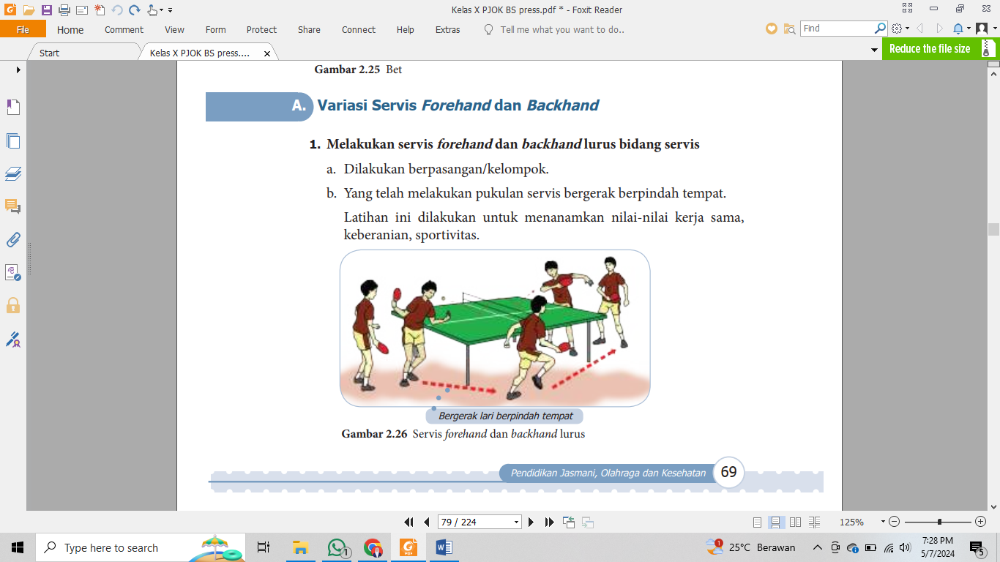 Kelas X PJOK BS press.pdf * - Foxit Reader
File Home Comment View Form Protect Share Connect Help Extras Tell me what you want to do.. Find
Start Kelas X PJOK BS press.... × Reduce the file size
Gambar 2.25 Bet
A. Variasi Servis Forehand dan Backhand
1. Melakukan servis forehand dan backhand lurus bidang servis
a. Dilakukan berpasangan/kelompok.
b. Yang telah melakukan pukulan servis bergerak berpindah tempat.
Latihan ini dilakukan untuk menanamkan nilai-nilai kerja sama,
keberanian, sportivitas.
Bergerak lari berpindah tempat
Gambar 2.26 Servis forehand dan backhand lurus
Pendidikan Jasmani, Olahraga dan Kesehatan 69
79 / 224 125%
Type here to search 1 PDF W 1 25°C Berawan 7:28 PM
5/7/2024 5